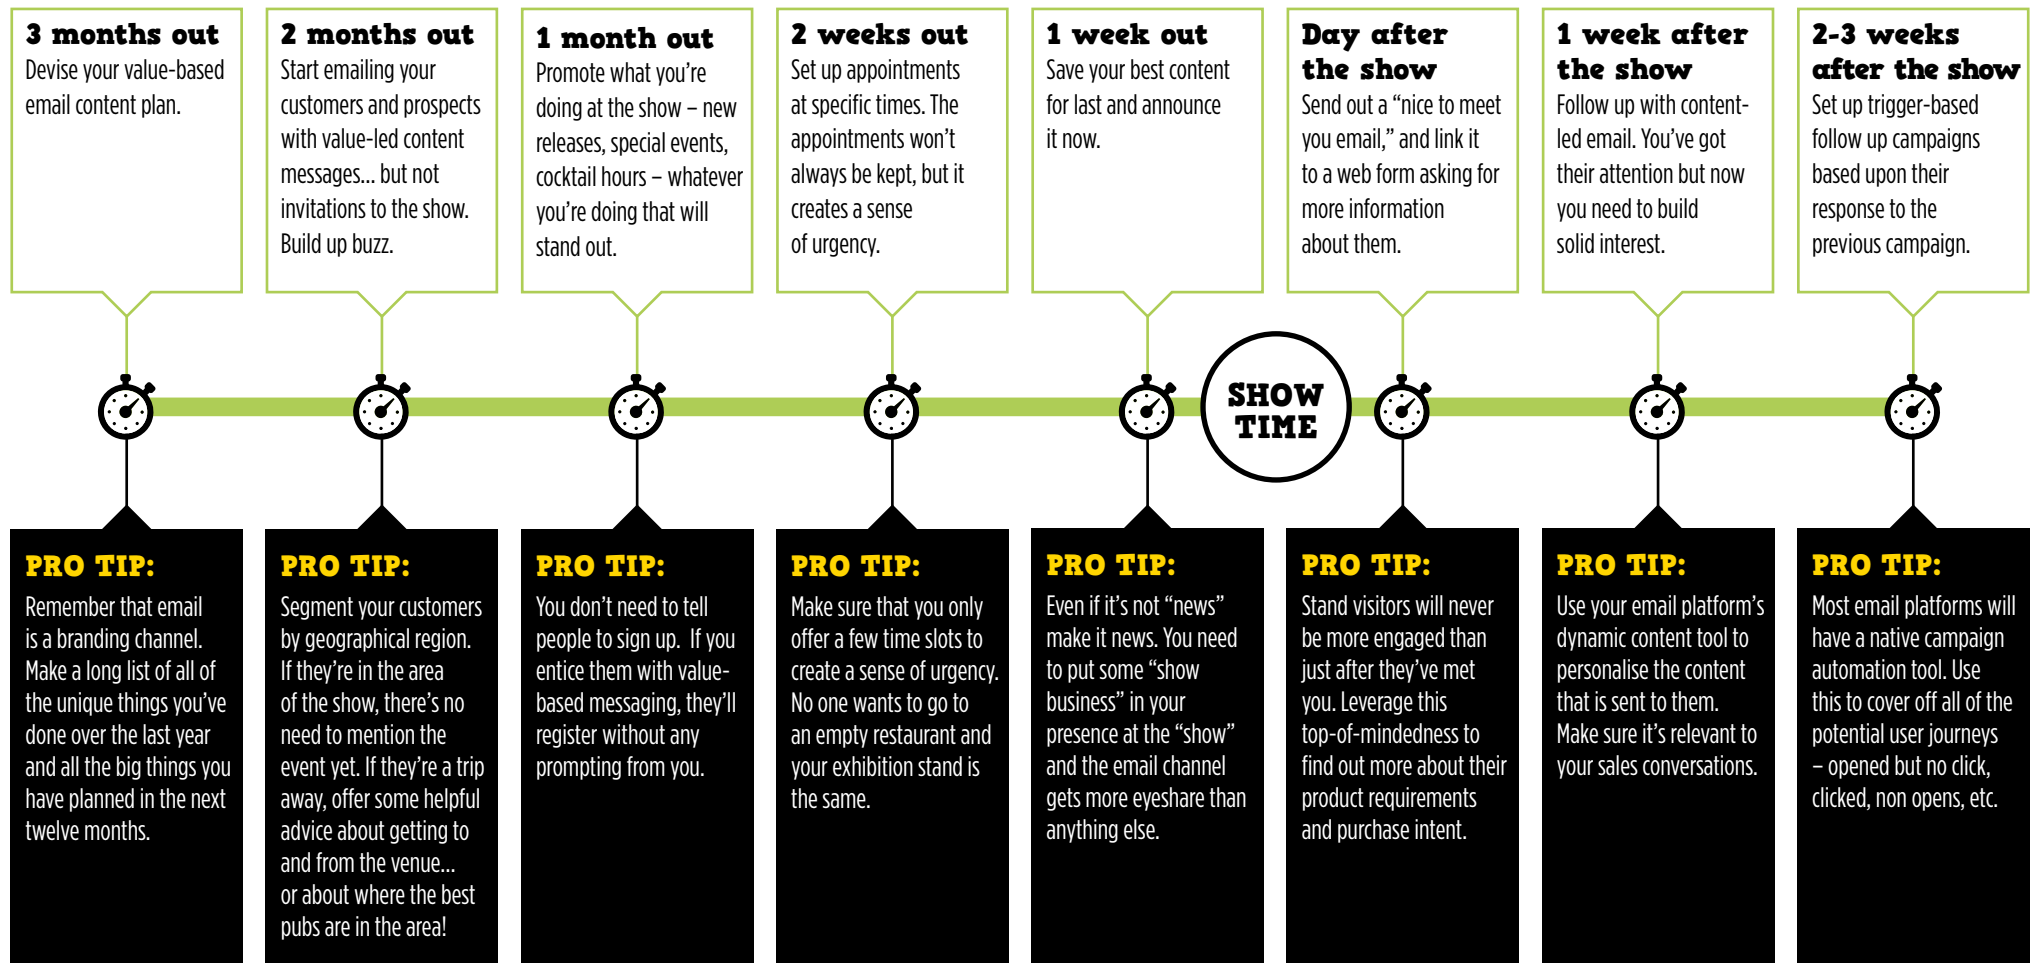 3 months out
Devise your value-based
email content plan.
2 months out
Start emailing your
customers and prospects
with value-led content
messages... but not
invitations to the show.
Build up buzz.
1 month out
Promote what you’re
doing at the show – new
releases, special events,
cocktail hours – whatever
you’re doing that will
stand out.
2 weeks out
Set up appointments
at specific times. The
appointments won’t
always be kept, but it
creates a sense
of urgency.
1 week out
Save your best content
for last and announce
it now.
Day after
the show
Send out a “nice to meet
you email,” and link it
to a web form asking for
more information
about them.
1 week after
the show
Follow up with content-
led email. You’ve got
their attention but now
you need to build
solid interest.
2-3 weeks
after the show
Set up trigger-based
follow up campaigns
based upon their
response to the
previous campaign.
SHOW
TIME
PRO TIP:
Remember that email
is a branding channel.
Make a long list of all of
the unique things you’ve
done over the last year
and all the big things you
have planned in the next
twelve months.
PRO TIP:
Segment your customers
by geographical region.
If they’re in the area
of the show, there’s no
need to mention the
event yet. If they’re a trip
away, offer some helpful
advice about getting to
and from the venue...
or about where the best
pubs are in the area!
PRO TIP:
You don’t need to tell
people to sign up. If you
entice them with value-
based messaging, they’ll
register without any
prompting from you.
PRO TIP:
Make sure that you only
offer a few time slots to
create a sense of urgency.
No one wants to go to
an empty restaurant and
your exhibition stand is
the same.
PRO TIP:
Even if it’s not “news”
make it news. You need
to put some “show
business” in your
presence at the “show”
and the email channel
gets more eyeshare than
anything else.
PRO TIP:
Stand visitors will never
be more engaged than
just after they’ve met
you. Leverage this
top-of-mindedness to
find out more about their
product requirements
and purchase intent.
PRO TIP:
Use your email platform’s
dynamic content tool to
personalise the content
that is sent to them.
Make sure it’s relevant to
your sales conversations.
PRO TIP:
Most email platforms will
have a native campaign
automation tool. Use
this to cover off all of the
potential user journeys
– opened but no click,
clicked, non opens, etc.